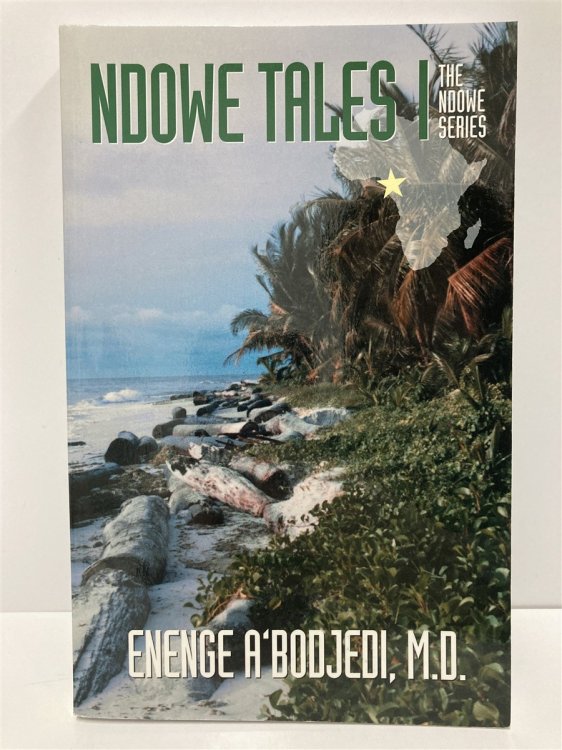 NDOWE TALES I
THE
NDOWE
SERIES
ENENGE A‘BODJEDI, M.D.